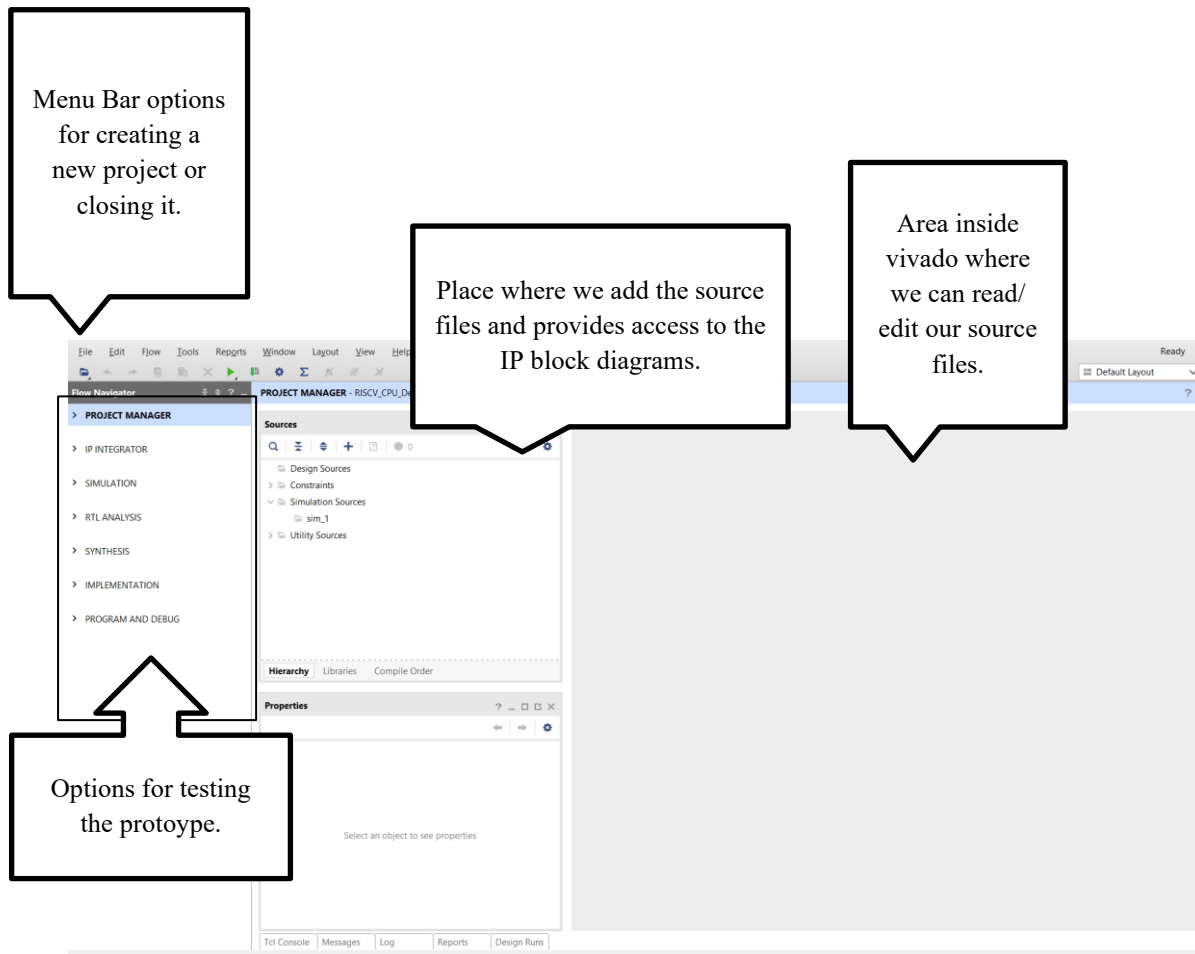 Menu Bar options
for creating a
new project or
closing it.
Place where we add the source
files and provides access to the
IP block diagrams.
Area inside
vivado where
we can read/
edit our source
files.
File Edit Flow Tools Reports Window Layout View Help
Ready
Default Layout
Flow Navigator
? _
PROJECT MANAGER - RISCV_CPU_De
?
PROJECT MANAGER
IP INTEGRATOR
SIMULATION
RTL ANALYSIS
SYNTHESIS
IMPLEMENTATION
PROGRAM AND DEBUG
Sources
0
Design Sources
Constraints
Simulation Sources
sim_1
Utility Sources
Hierarchy Libraries Compile Order
Properties
? _
Select an object to see properties
Options for testing
the protoype.
Tcl Console Messages Log Reports Design Runs